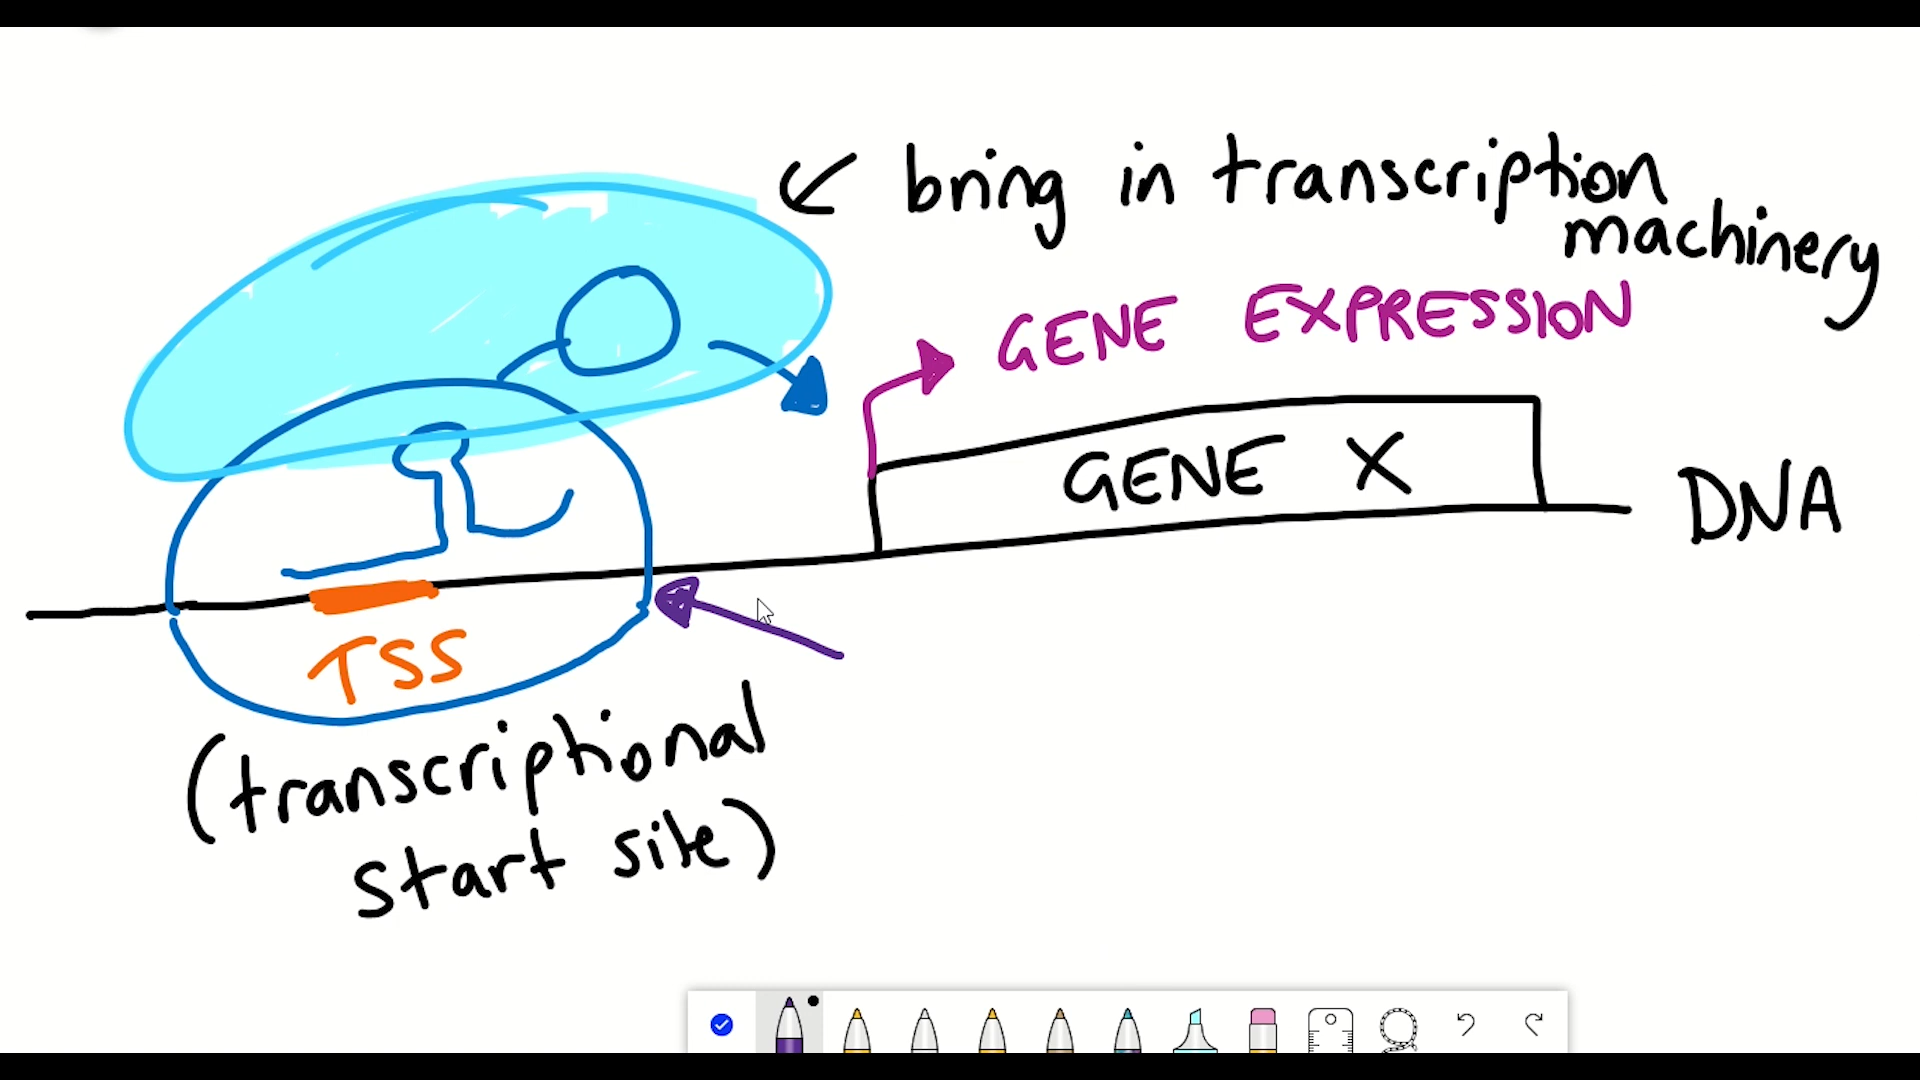 bring in transcription
machinery
GENE EXPRESSION
GENE X
DNA
TSS
(transcriptional
start site)